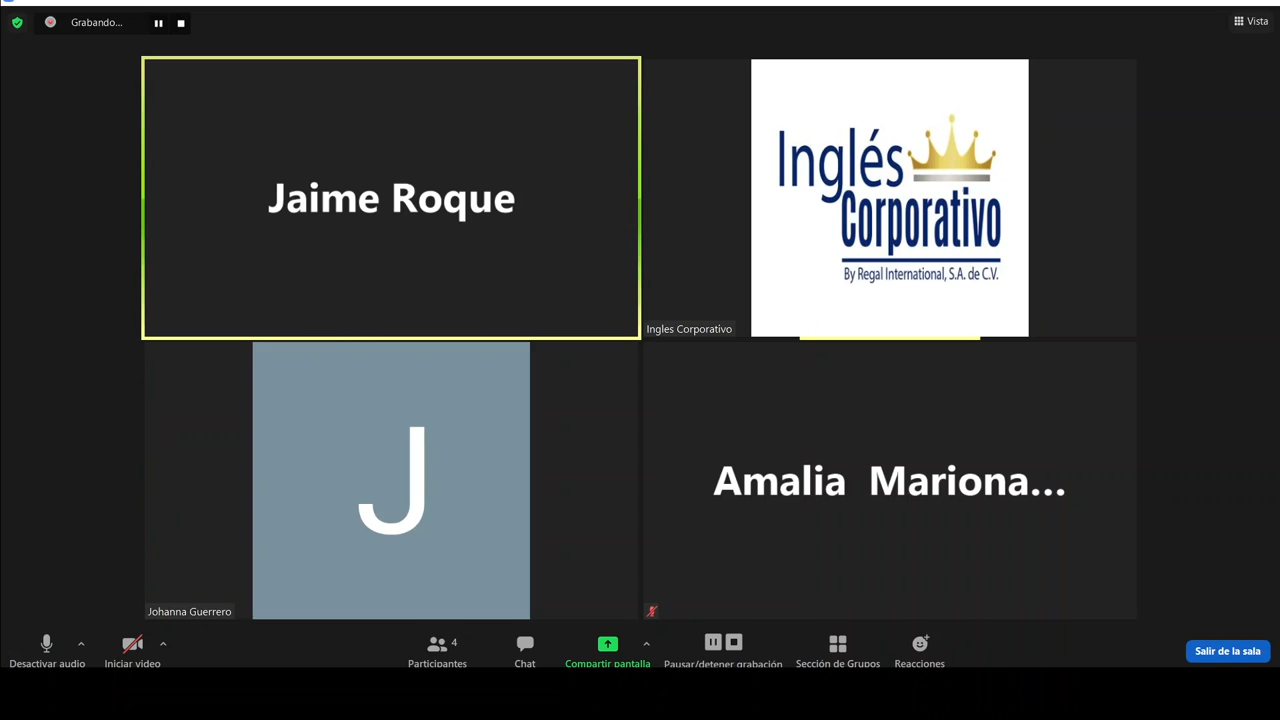 Grabando...
Vista
Jaime Roque
Inglés
Corporativo
By Regal International, S.A. de C.V.
Ingles Corporativo
J
Amalia Mariona...
Johanna Guerrero
4
Desactivar audio
Iniciar video
Participantes
Chat
Compartir pantalla
Pausar/detener grabación
Sección de Grupos
Reacciones
Salir de la sala